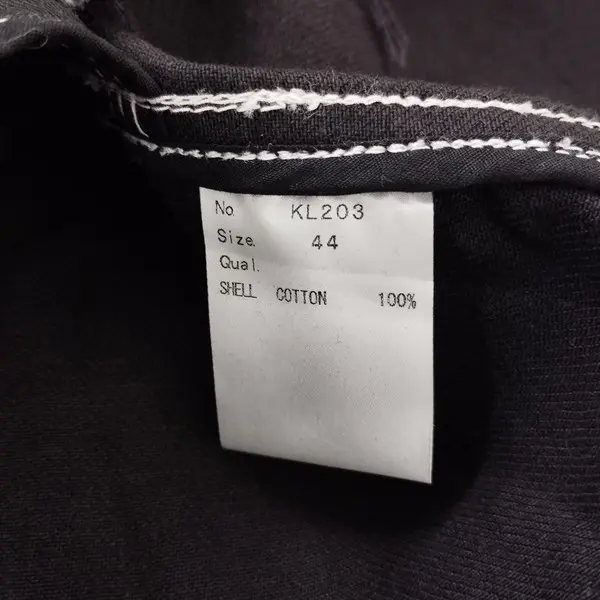 No. KL203
Size. 44
Qual.
SHELL COTTON 100%